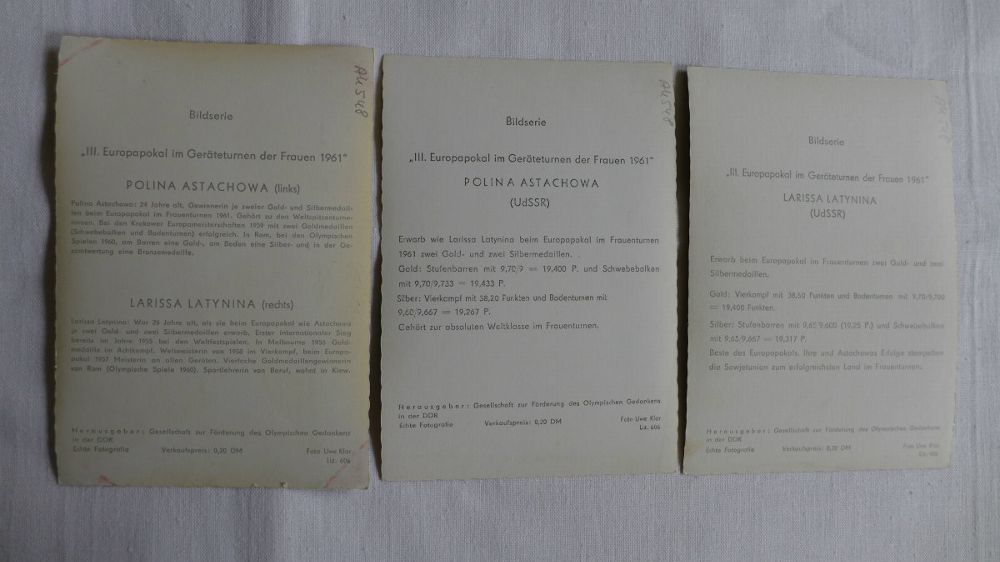 AU 548
Bildserie
„III. Europapokal im Geräteturnen der Frauen 1961"
POLINA ASTACHOWA (links)
Polina Astachowa: 24 Jahre alt, Gewinnerin je zweier Gold- und Silbermedail-
len beim Europapokal im Frauenturnen 1961. Gehört zu den Weltspitzenturne-
rinnen. Bei den Krakower Europameisterschaften 1959 mit zwei Goldmedaillen
(Schwebebalken und Bodenturnen) erfolgreich. In Rom, bei den Olympischen
Spielen 1960, am Barren eine Gold-, am Boden eine Silber- und in der Ge-
samtwertung eine Bronzemedaille.
LARISSA LATYNINA (rechts)
Larissa Latynina: War 29 Jahre alt, als sie beim Europapokal wie Astachowa
je zwei Gold- und zwei Silbermedaillen erwarb. Erster internationaler Sieg
bereits im Jahre 1955 bei den Weltfestspielen. In Melbourne 1956 Gold-
medaille im Achtkampf. Weltmeisterin von 1958 im Vierkampf, beim Europa-
pokal 1957 Meisterin an allen Geräten. Vierfache Goldmedaillengewinnerin
von Rom (Olympische Spiele 1960). Sportlehrerin von Beruf, wohnt in Kiew.
Herausgeber: Gesellschaft zur Förderung des Olympischen Gedankens
in der DDR
Echte Fotografie Verkaufspreis: 0,20 DM Foto Uwe Klar
Liz. 606
AU 548
Bildserie
„III. Europapokal im Geräteturnen der Frauen 1961"
POLINA ASTACHOWA
(UdSSR)
Erwarb wie Larissa Latynina beim Europapokal im Frauenturnen
1961 zwei Gold- und zwei Silbermedaillen.
Gold: Stufenbarren mit 9,70/9 = 19,400 P. und Schwebebalken
mit 9,70/9,733 = 19,433 P.
Silber: Vierkampf mit 38,20 Punkten und Bodenturnen mit
9,60/9,667 = 19,267 P.
Gehört zur absoluten Weltklasse im Frauenturnen.
Herausgeber: Gesellschaft zur Förderung des Olympischen Gedankens
in der DDR
Echte Fotografie Verkaufspreis: 0,20 DM Foto Uwe Klar
Liz. 606
Bildserie
„III. Europapokal im Geräteturnen der Frauen 1961"
LARISSA LATYNINA
(UdSSR)
Erwarb beim Europapokal im Frauenturnen zwei Gold- und zwei
Silbermedaillen.
Gold: Vierkampf mit 38,50 Punkten und Bodenturnen mit 9,70/9,700
= 19,400 Punkten.
Silber: Stufenbarren mit 9,65/9,600 (19,25 P.) und Schwebebalken
mit 9,65/9,667 = 19,317 P.
Beste des Europapokals. Ihre und Astachowas Erfolge stempelten
die Sowjetunion zum erfolgreichsten Land im Frauenturnen.
Herausgeber: Gesellschaft zur Förderung des Olympischen Gedankens
in der DDR
Echte Fotografie Verkaufspreis: 0,20 DM Foto Uwe Klar
Liz. 606